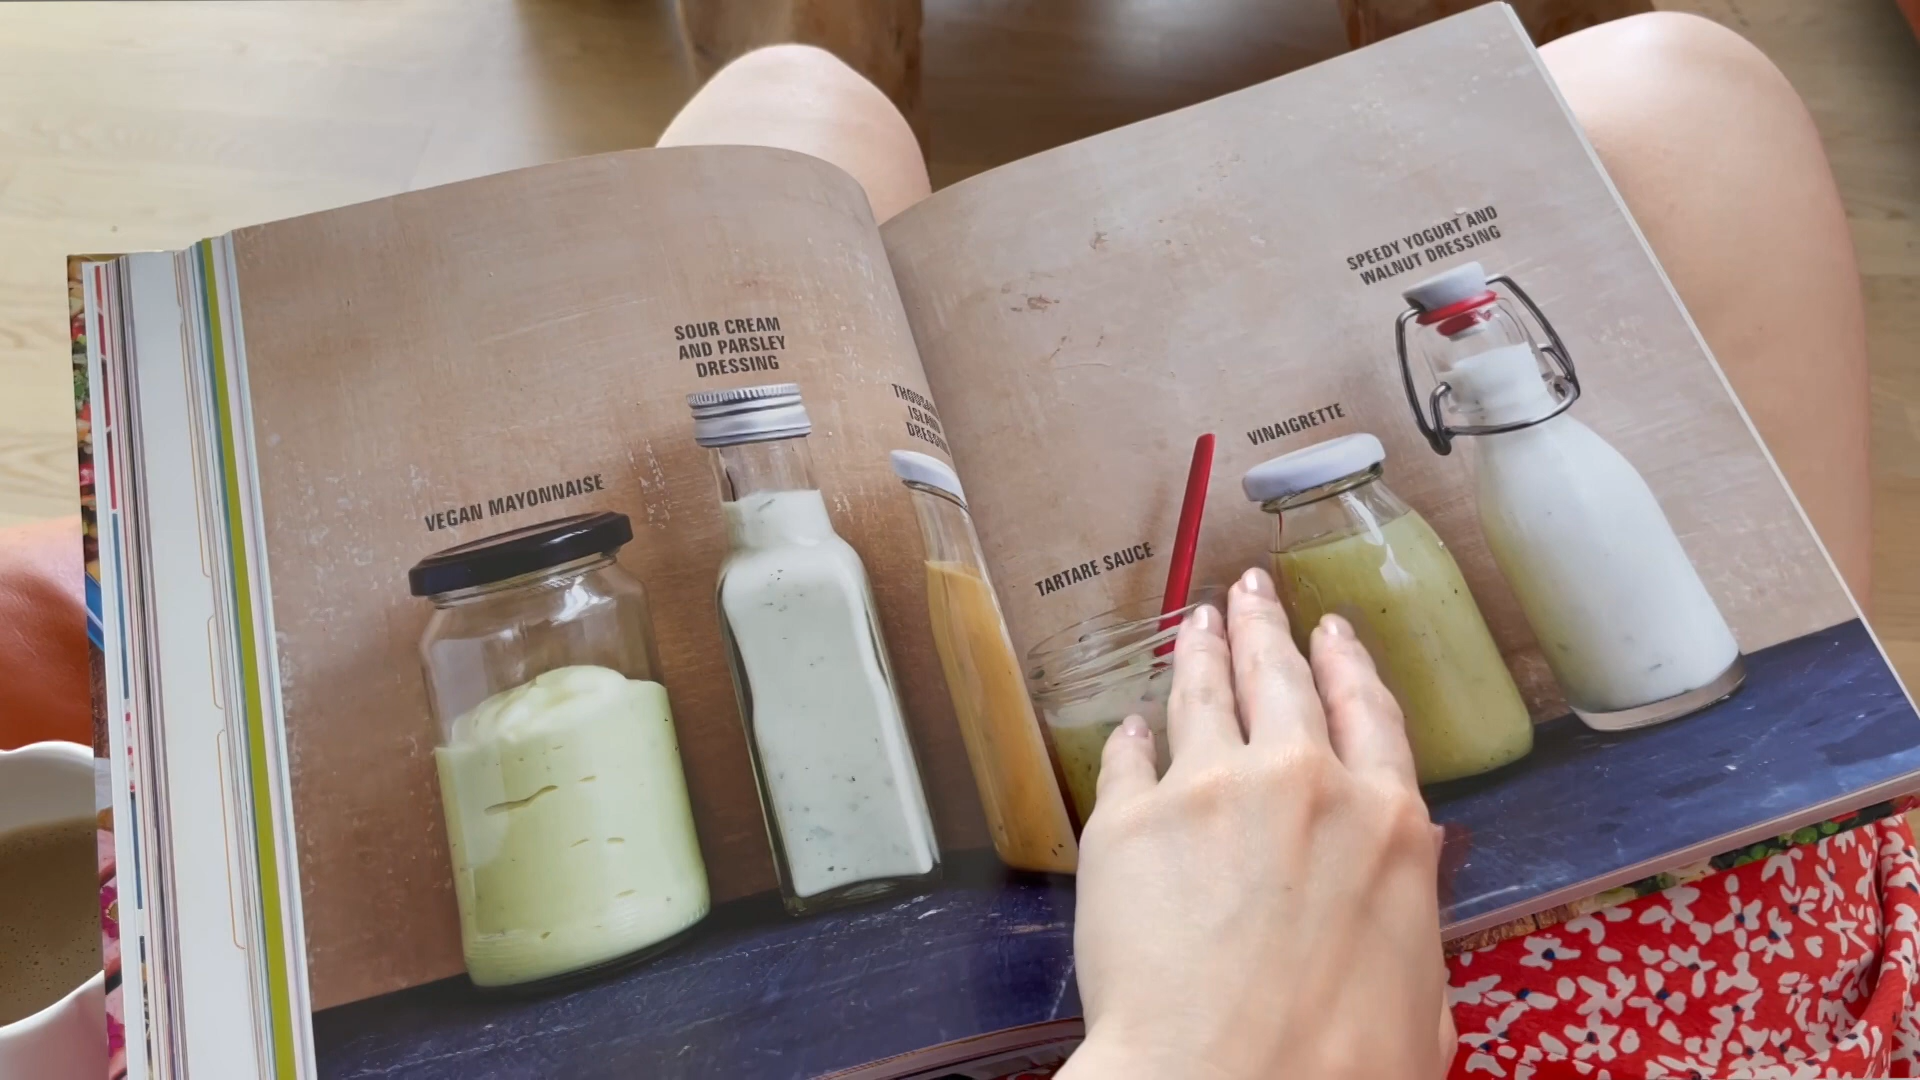 VEGAN MAYONNAISE
SOUR CREAM
AND PARSLEY
DRESSING
TARTARE SAUCE
VINAIGRETTE
SPEEDY YOGURT AND
WALNUT DRESSING